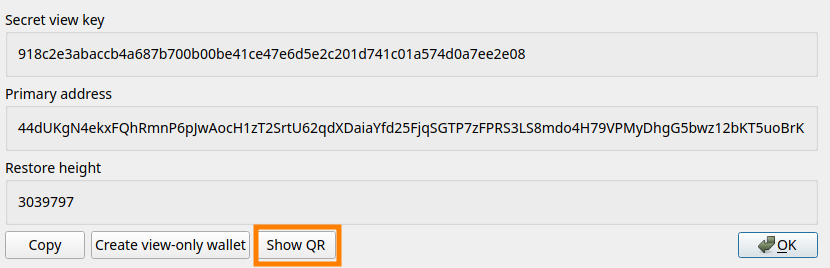 Secret view key
918c2e3abaccb4a687b700b00be41ce47e6d5e2c201d741c01a574d0a7ee2e08
Primary address
44dUKgN4ekxFQhRmnP6pJwAocH1zT2SrtU62qdXDaiaYfd25FjqSGTP7zFPRS3LS8mdo4H79VPMyDhgG5bwz12bKT5uoBrK
Restore height
3039797
Copy Create view-only wallet Show QR OK